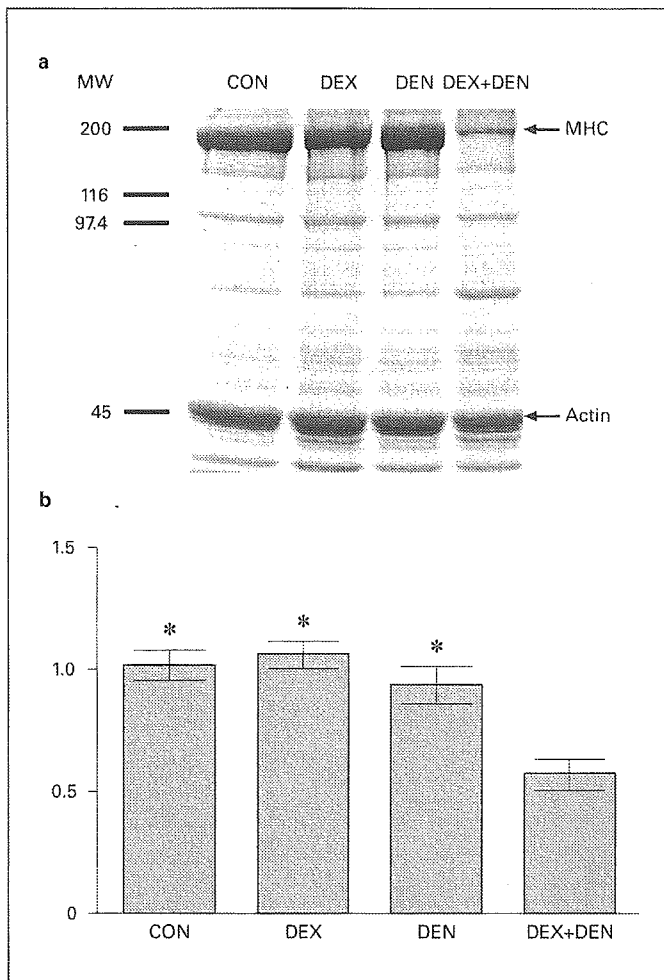 a
MW CON DEX DEN DEX+DEN
200 MHC
116
97.4
45 Actin
b
1.5
* * *
1.0
0.5
0
CON DEX DEN DEX+DEN